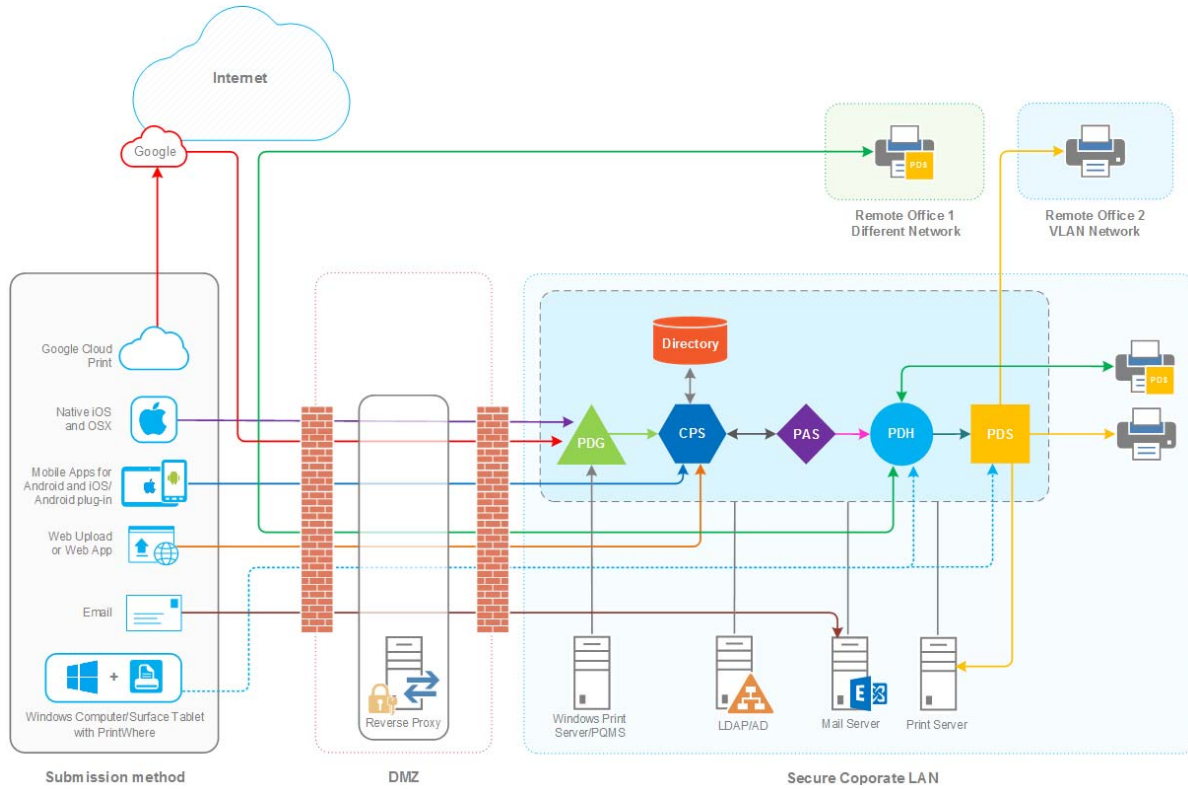 Internet
Google
PDS
Remote Office 1
Different Network
Remote Office 2
VLAN Network
Google Cloud
Print
Native iOS
and OSX
Mobile Apps for
Android and iOS/
Android plug-in
Web Upload
or Web App
Email
+
Windows Computer/Surface Tablet
with PrintWhere
Submission method
Reverse Proxy
DMZ
Directory
PDG
CPS
PAS
PDH
PDS
PDS
Windows Print
Server/PQMS
LDAP/AD
E
Mail Server
Print Server
Secure Coporate LAN